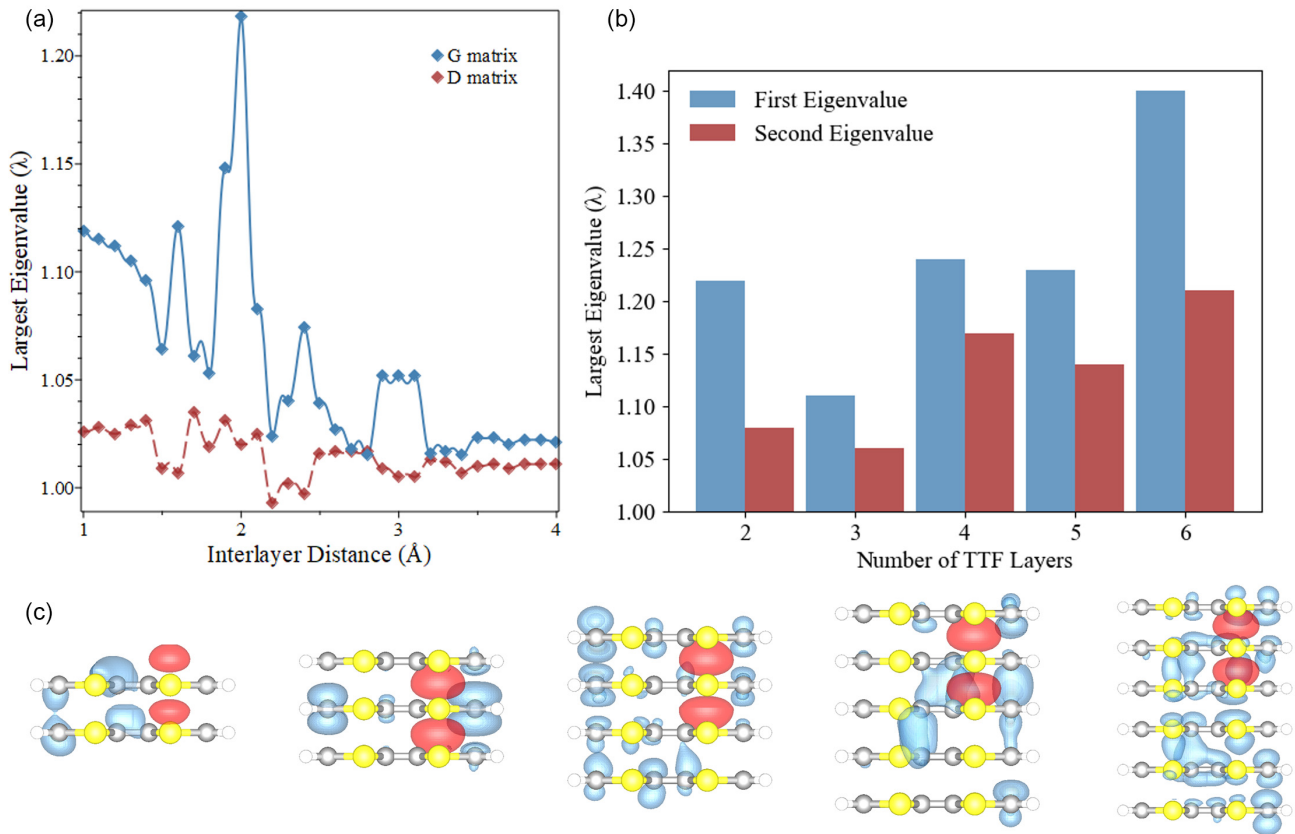 (a)
Largest Eigenvalue (λ)
1.20
1.15
1.10
1.05
1.00
G matrix
D matrix
1 2 3 4
Interlayer Distance (Å)
(b)
Largest Eigenvalue (λ)
1.40
1.35
1.30
1.25
1.20
1.15
1.10
1.05
1.00
First Eigenvalue
Second Eigenvalue
2 3 4 5 6
Number of TTF Layers
(c)